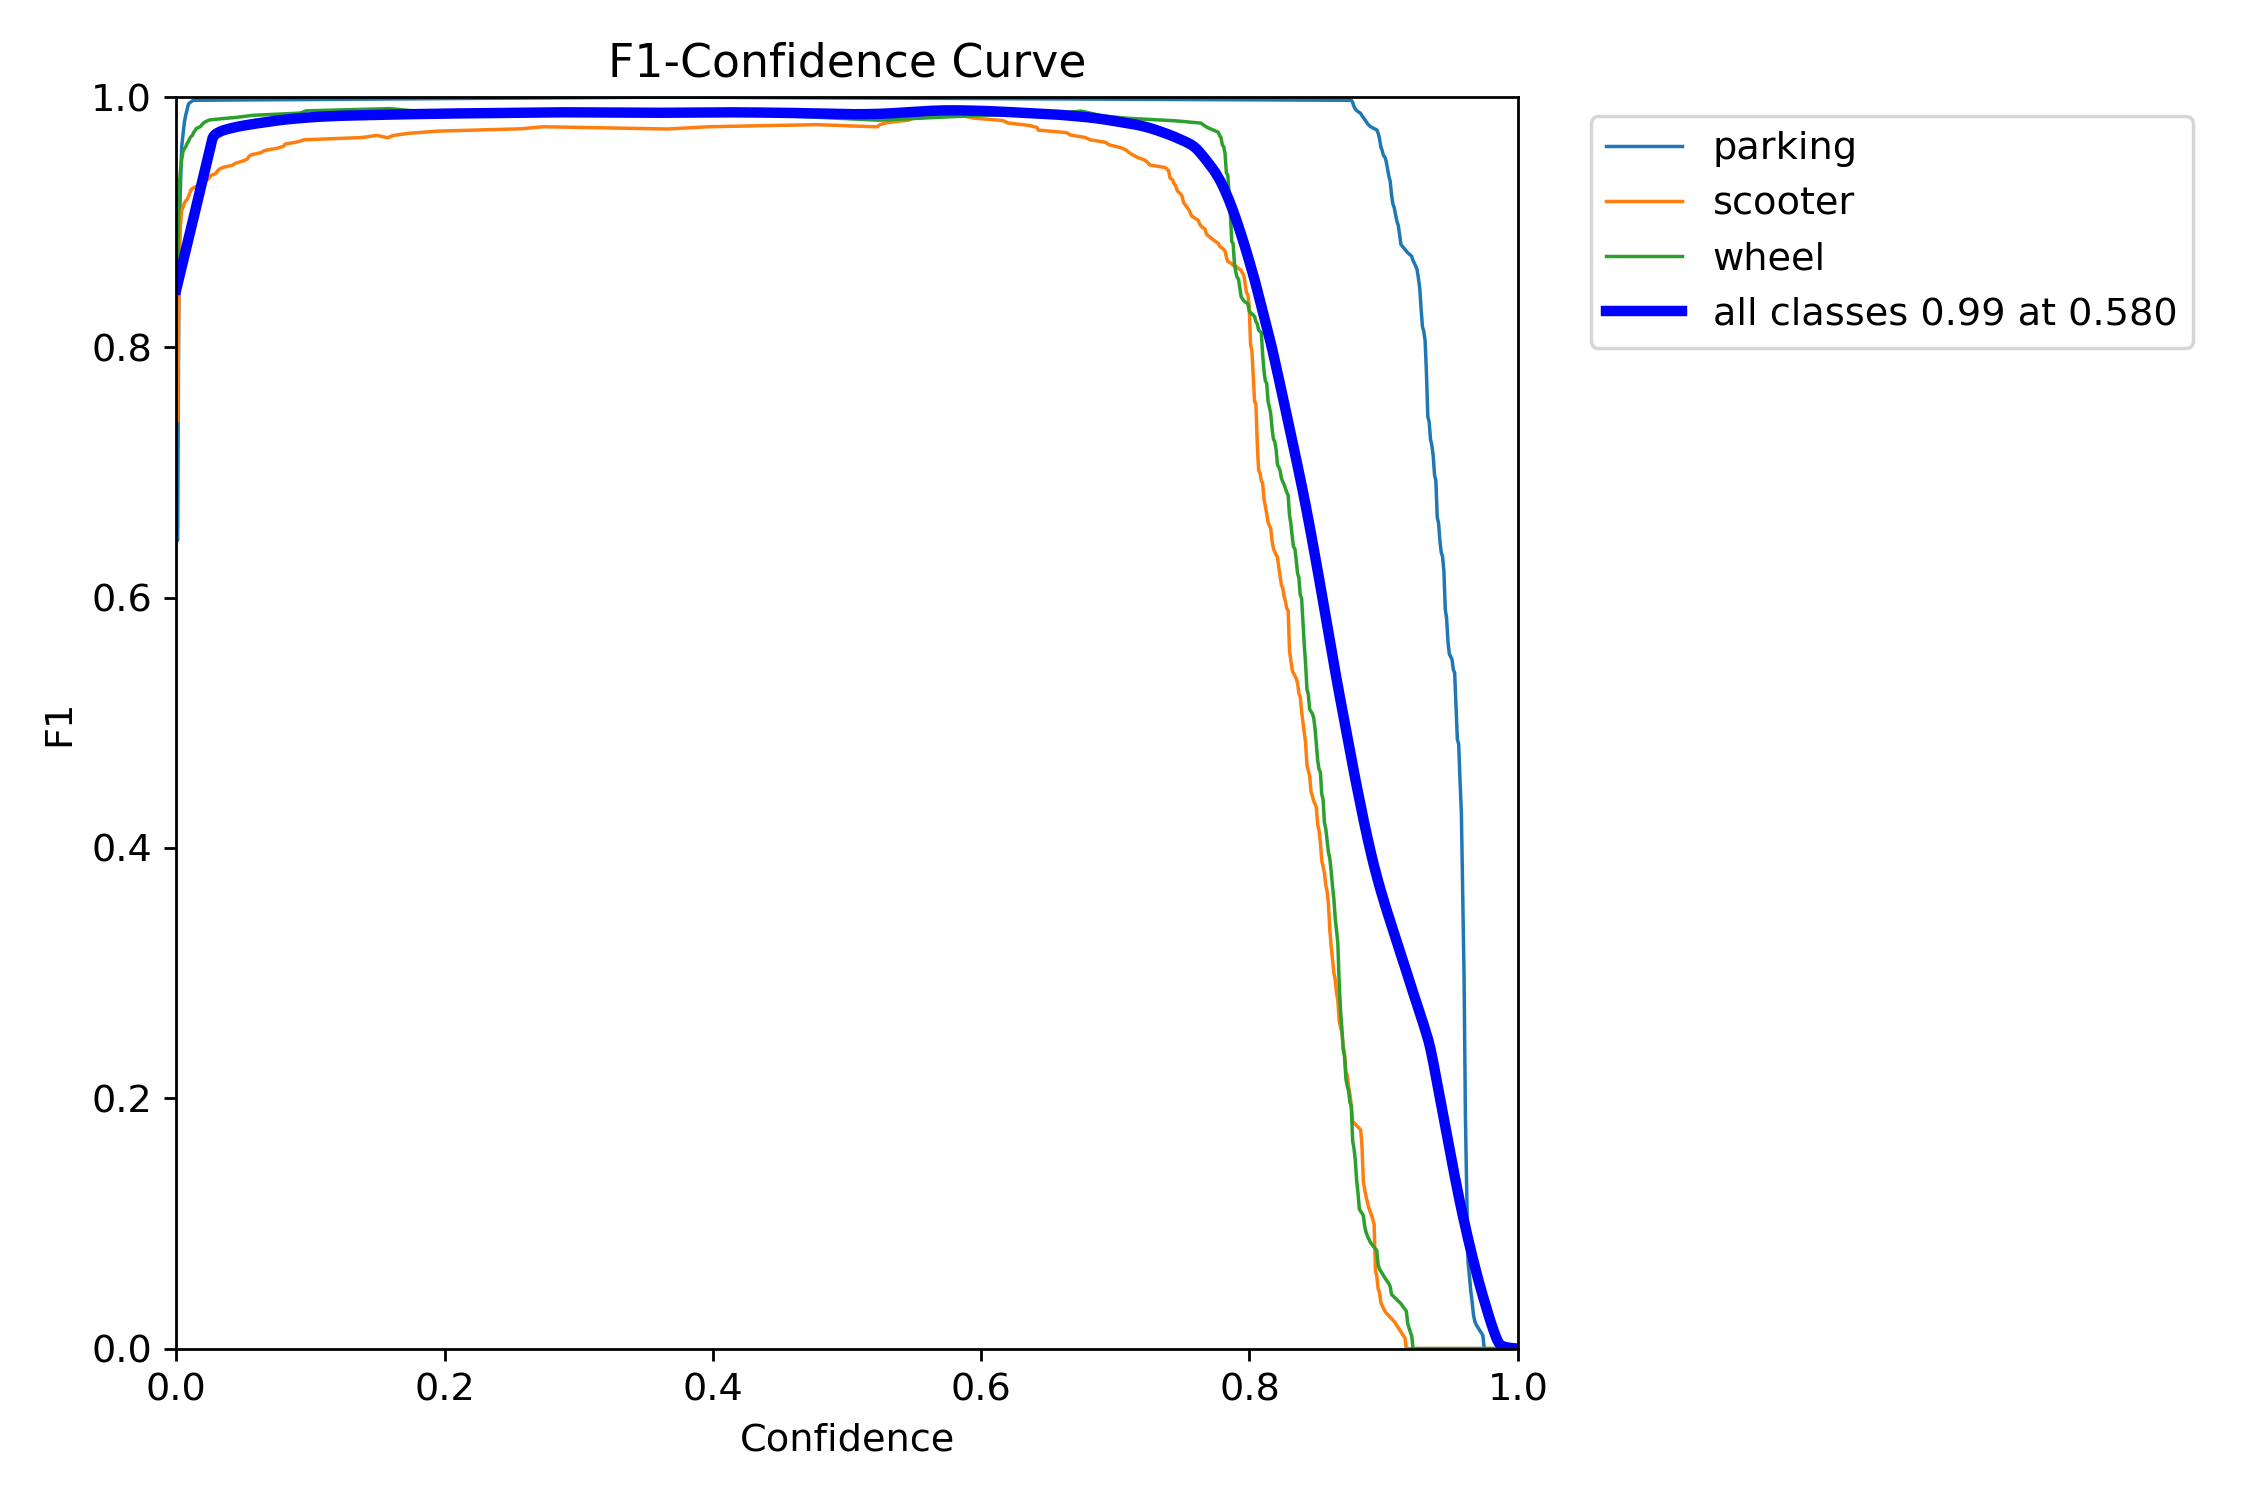 F1-Confidence Curve
1.0
0.8
0.6
0.4
0.2
0.0
F1
0.0 0.2 0.4 0.6 0.8 1.0
Confidence
parking
scooter
wheel
all classes 0.99 at 0.580